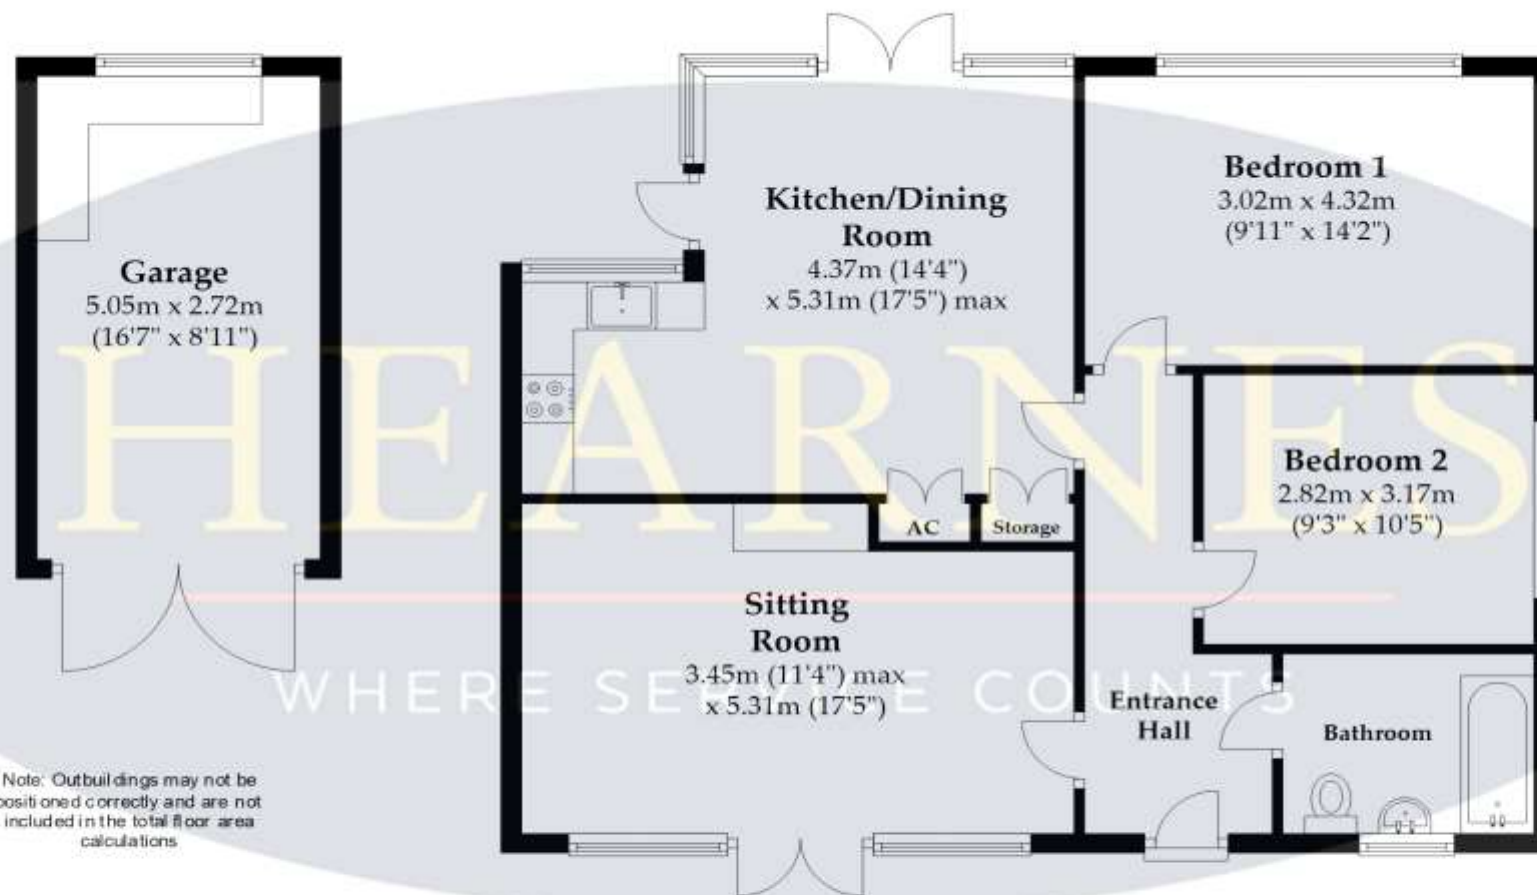 Garage
5.05m x 2.72m
(16'7" x 8'11")
Kitchen/Dining
Room
4.37m (14'4")
x 5.31m (17'5") max
Bedroom 1
3.02m x 4.32m
(9'11" x 14'2")
Bedroom 2
2.82m x 3.17m
(9'3" x 10'5")
AC
Storage
Sitting
Room
3.45m (11'4") max
x 5.31m (17'5")
Entrance
Hall
Bathroom
HEARNES
WHERE SERVICE COUNTS
Note: Outbuildings may not be
positioned correctly and are not
included in the total floor area
calculations